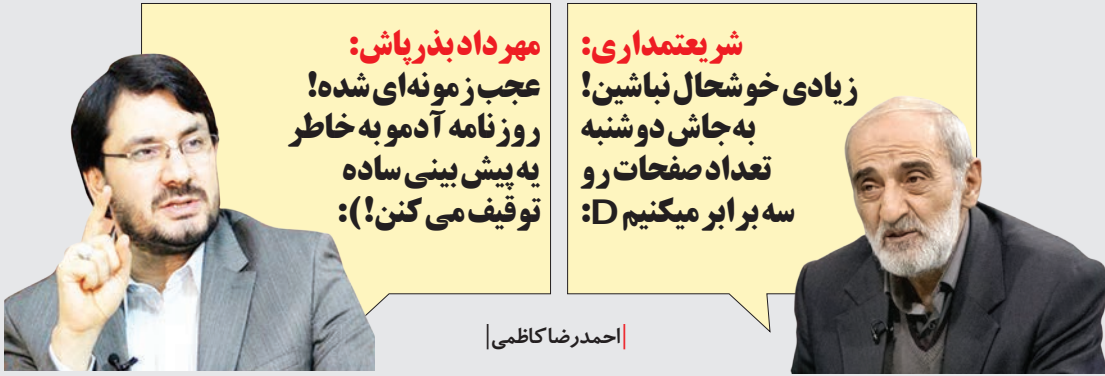 شریعتمداری:
زیادی خوشحال نباشین!
به جاش دوشنبه
تعداد صفحات رو
سه برابر میکنیم D:
مهرداد بذرپاش:
عجب زمونه‌ای شده!
روزنامه آدمو به خاطر
یه پیش بینی ساده
توقیف می کنن!):
|احمدرضا کاظمی|